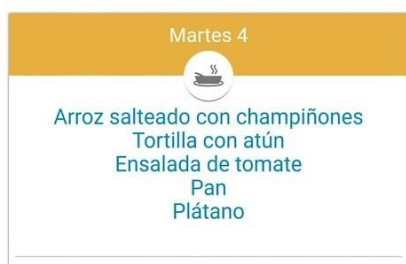 Martes 4
Arroz salteado con champiñones
Tortilla con atún
Ensalada de tomate
Pan
Plátano